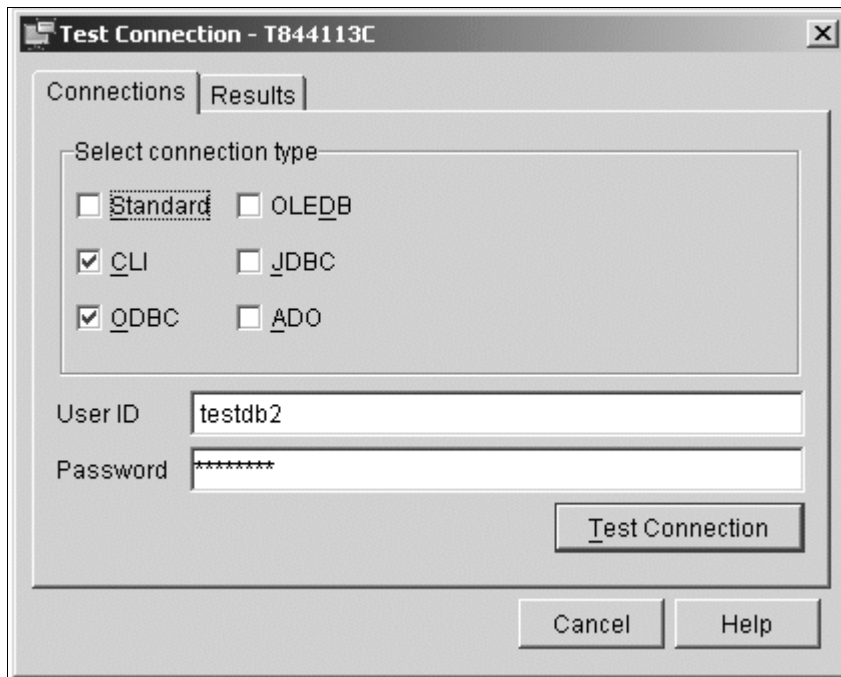 Test Connection - T844113C
Connections Results
Select connection type
Standard OLEDB
CLI JDBC
ODBC ADO
User ID testdb2
Password ********
Test Connection
Cancel Help